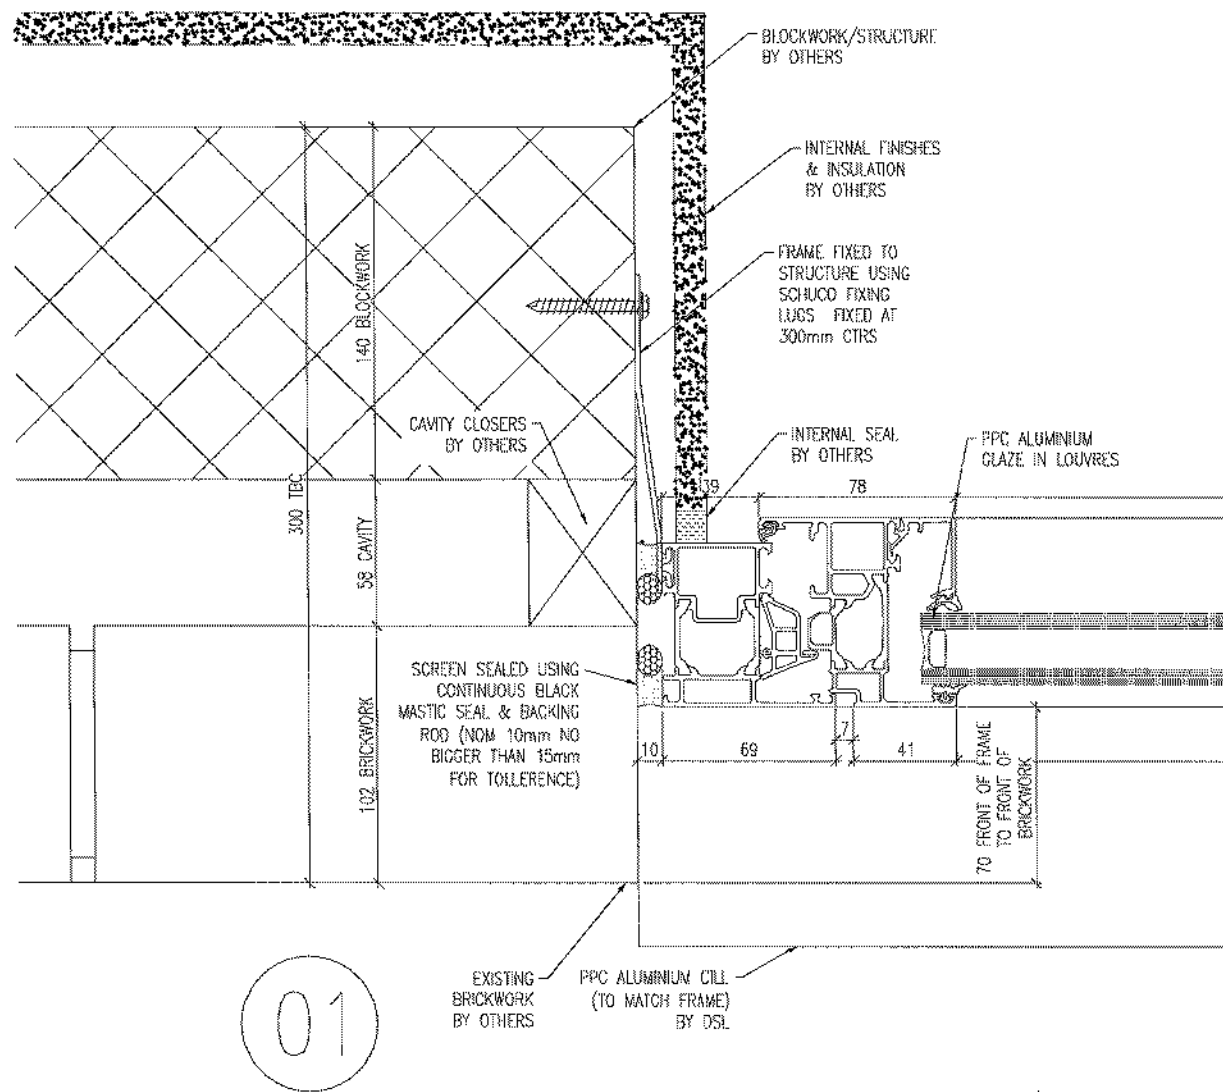 BLOCKWORK/STRUCTURE
BY OTHERS
INTERNAL FINISHES
& INSULATION
BY OTHERS
FRAME FIXED TO
STRUCTURE USING
SCHUCO FIXING
LUGS FIXED AT
300mm CTRS
140 BLOCKWORK
CAVITY CLOSERS
BY OTHERS
INTERNAL SEAL
BY OTHERS
PPC ALUMINIUM
GLAZE IN LOUVRES
39
78
300 TBC
58 CAVITY
SCREEN SEALED USING
CONTINUOUS BLACK
MASTIC SEAL & BACKING
ROD (NOM 10mm NO
BIGGER THAN 15mm
FOR TOLLERENCE)
102 BRICKWORK
10
69
7
41
70 FRONT OF FRAME
TO FRONT OF
BRICKWORK
EXISTING
BRICKWORK
BY OTHERS
PPC ALUMINIUM CILL
(TO MATCH FRAME)
BY DSL
01